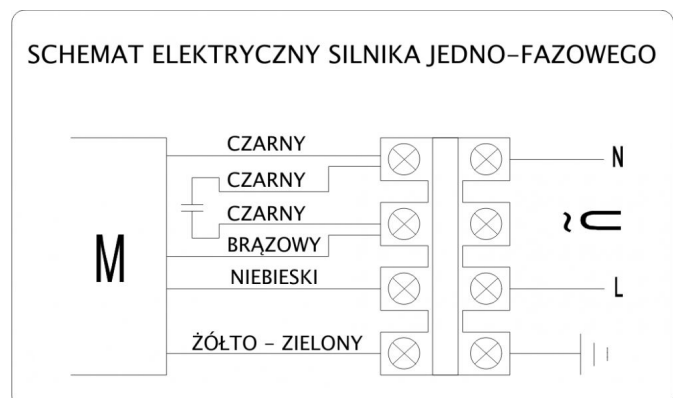 SCHEMAT ELEKTRYCZNY SILNIKA JEDNO-FAZOWEGO
CZARNY
N
CZARNY
CZARNY
~U
BRĄZOWY
M
NIEBIESKI
L
ŻÓŁTO - ZIELONY